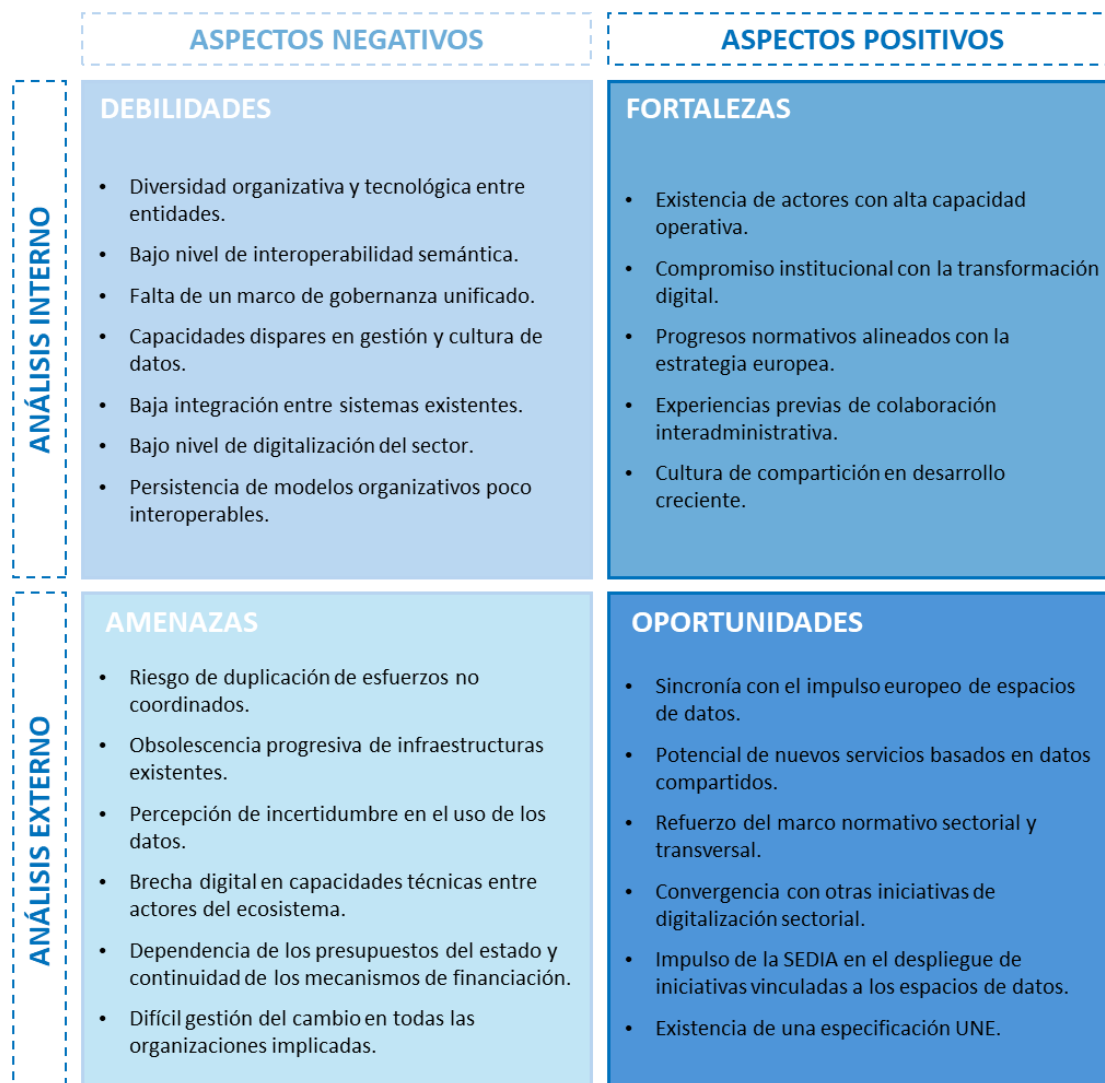 ASPECTOS NEGATIVOS
ASPECTOS POSITIVOS
ANÁLISIS INTERNO
DEBILIDADES
• Diversidad organizativa y tecnológica entre
entidades.
• Bajo nivel de interoperabilidad semántica.
• Falta de un marco de gobernanza unificado.
• Capacidades dispares en gestión y cultura de
datos.
• Baja integración entre sistemas existentes.
• Bajo nivel de digitalización del sector.
• Persistencia de modelos organizativos poco
interoperables.
FORTALEZAS
• Existencia de actores con alta capacidad
operativa.
• Compromiso institucional con la transformación
digital.
• Progresos normativos alineados con la
estrategia europea.
• Experiencias previas de colaboración
interadministrativa.
• Cultura de compartición en desarrollo
creciente.
ANÁLISIS EXTERNO
AMENAZAS
• Riesgo de duplicación de esfuerzos no
coordinados.
• Obsolescencia progresiva de infraestructuras
existentes.
• Percepción de incertidumbre en el uso de los
datos.
• Brecha digital en capacidades técnicas entre
actores del ecosistema.
• Dependencia de los presupuestos del estado y
continuidad de los mecanismos de financiación.
• Difícil gestión del cambio en todas las
organizaciones implicadas.
OPORTUNIDADES
• Sincronía con el impulso europeo de espacios
de datos.
• Potencial de nuevos servicios basados en datos
compartidos.
• Refuerzo del marco normativo sectorial y
transversal.
• Convergencia con otras iniciativas de
digitalización sectorial.
• Impulso de la SEDIA en el despliegue de
iniciativas vinculadas a los espacios de datos.
• Existencia de una especificación UNE.